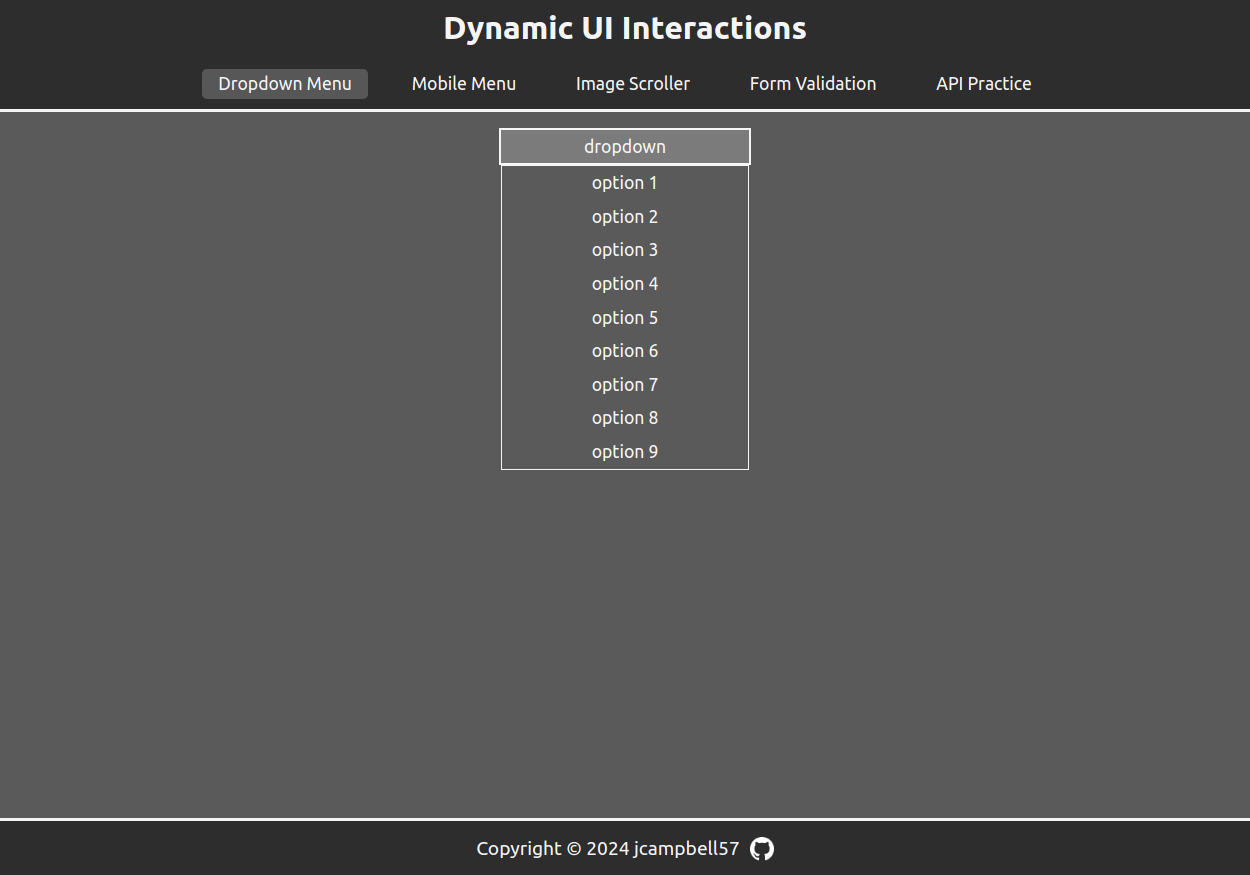 Dynamic UI Interactions
Dropdown Menu Mobile Menu Image Scroller Form Validation API Practice
dropdown
option 1
option 2
option 3
option 4
option 5
option 6
option 7
option 8
option 9
Copyright © 2024 jcampbell57